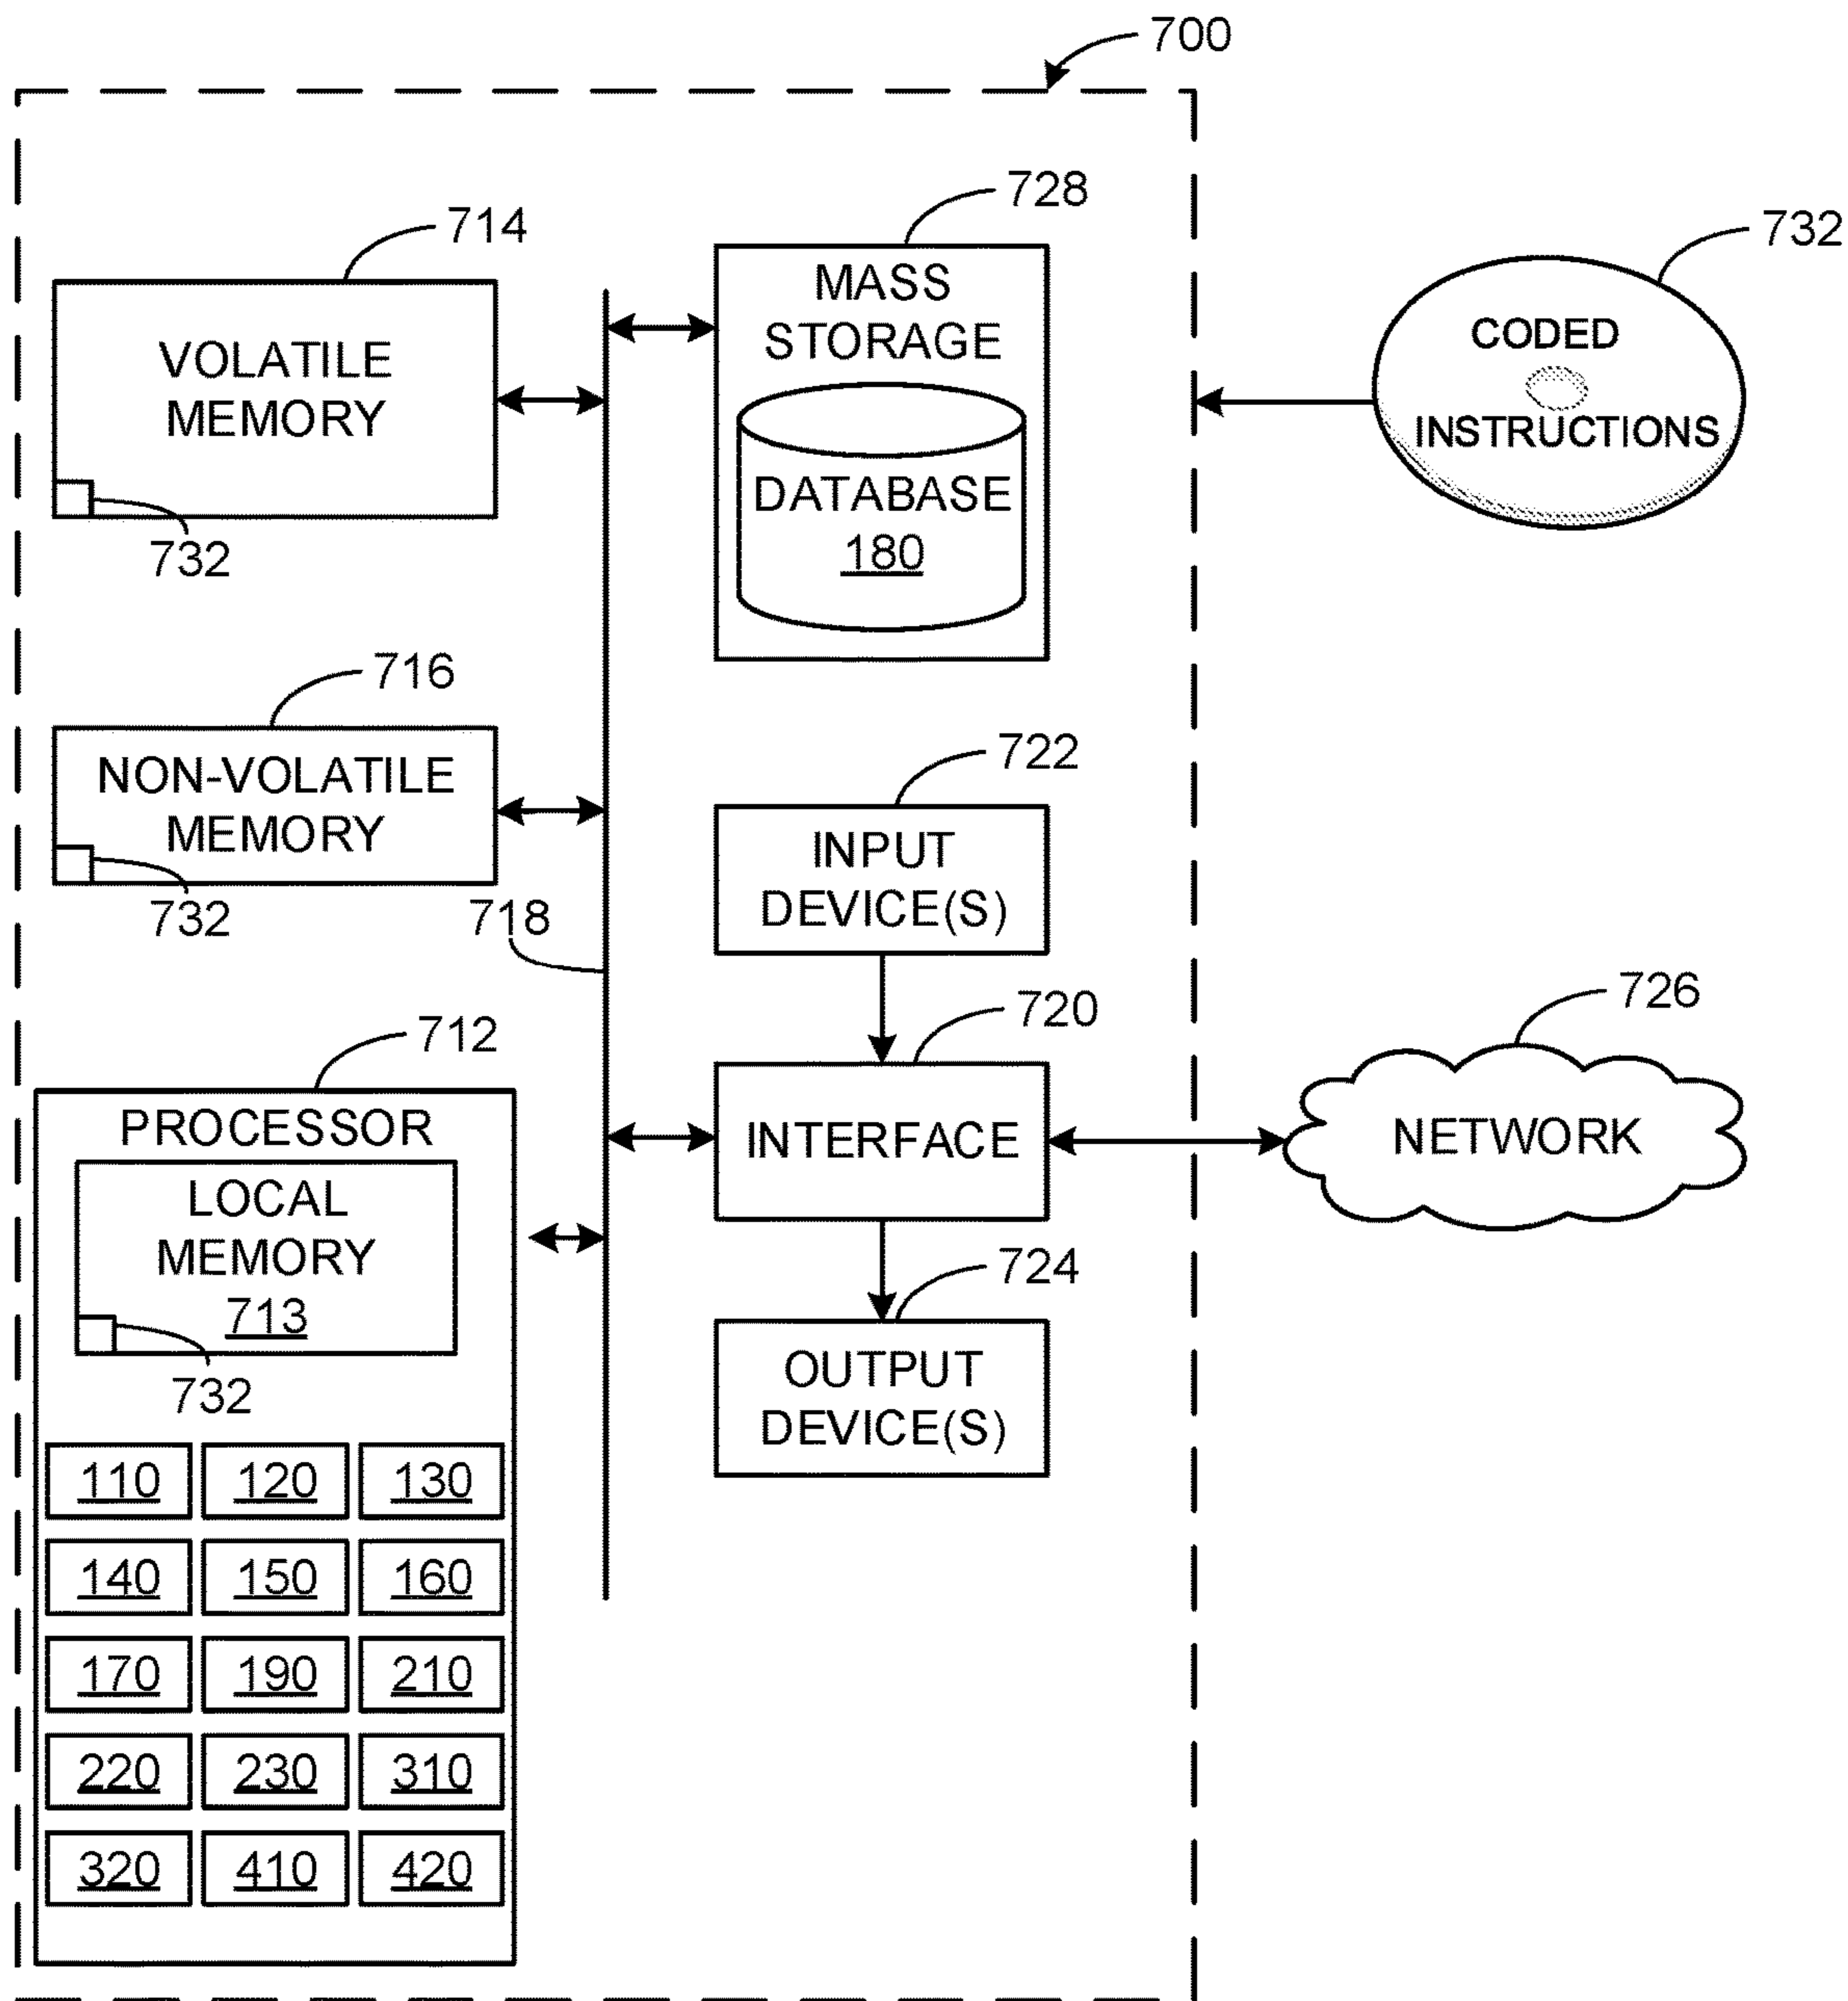 700
728
714
732
MASS
STORAGE
VOLATILE
MEMORY
CODED
INSTRUCTIONS
DATABASE
180
732
716
722
NON-VOLATILE
MEMORY
INPUT
DEVICE(S)
732
718
720
726
712
PROCESSOR
LOCAL
MEMORY
713
732
INTERFACE
NETWORK
724
OUTPUT
DEVICE(S)
110 120 130
140 150 160
170 190 210
220 230 310
320 410 420